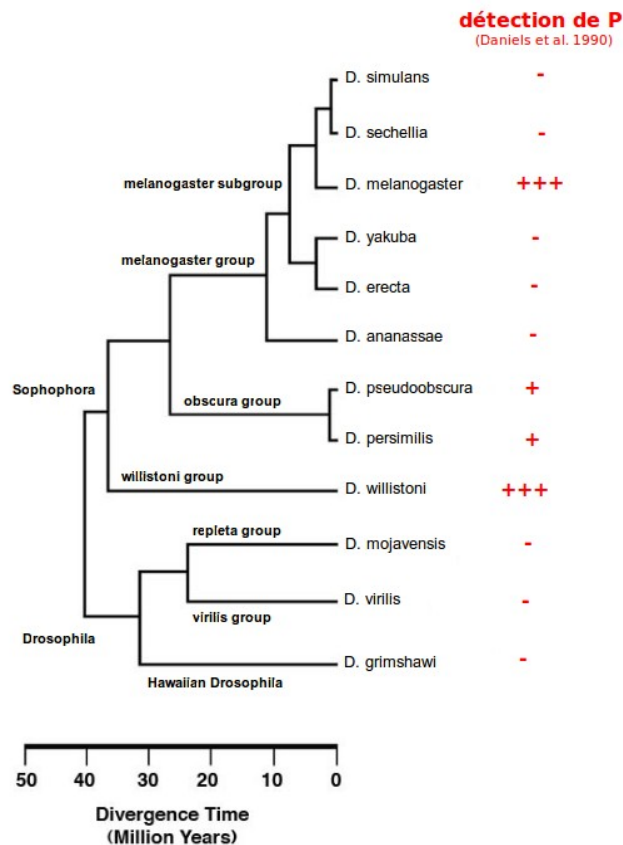 détection de P
(Daniels et al. 1990)
D. simulans -
D. sechellia -
melanogaster subgroup D. melanogaster +++
D. yakuba -
melanogaster group
D. erecta -
D. ananassae -
Sophophora D. pseudoobscura +
obscura group
D. persimilis +
willistoni group
D. willistoni +++
repleta group
D. mojavensis -
D. virilis -
virilis group
Drosophila
D. grimshawi -
Hawaiian Drosophila
50 40 30 20 10 0
Divergence Time
(Million Years)